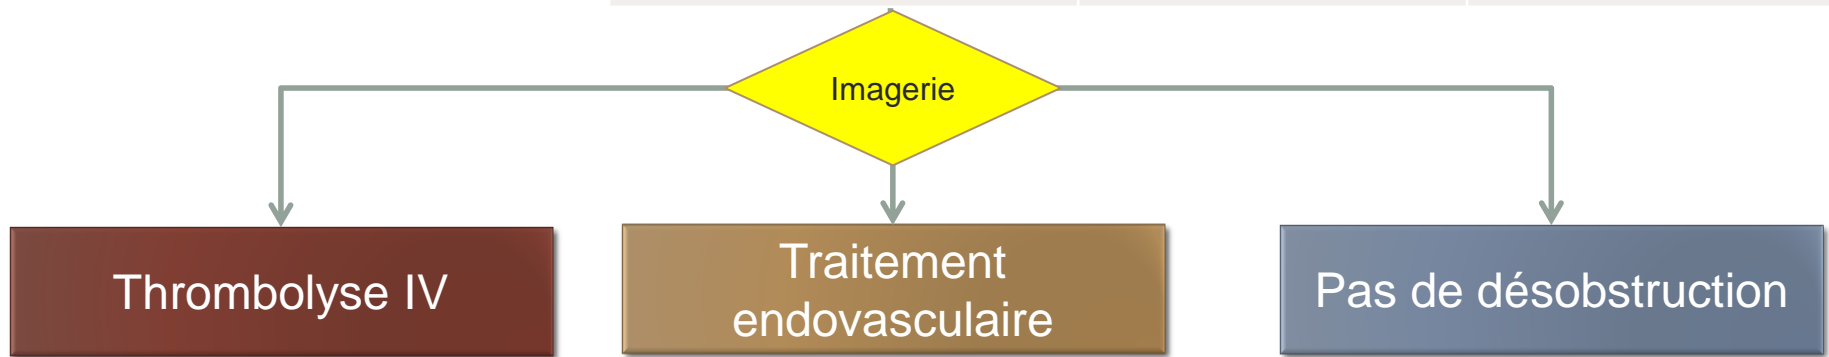 Imagerie
Thrombolyse IV
Traitement
endovasculaire
Pas de désobstruction